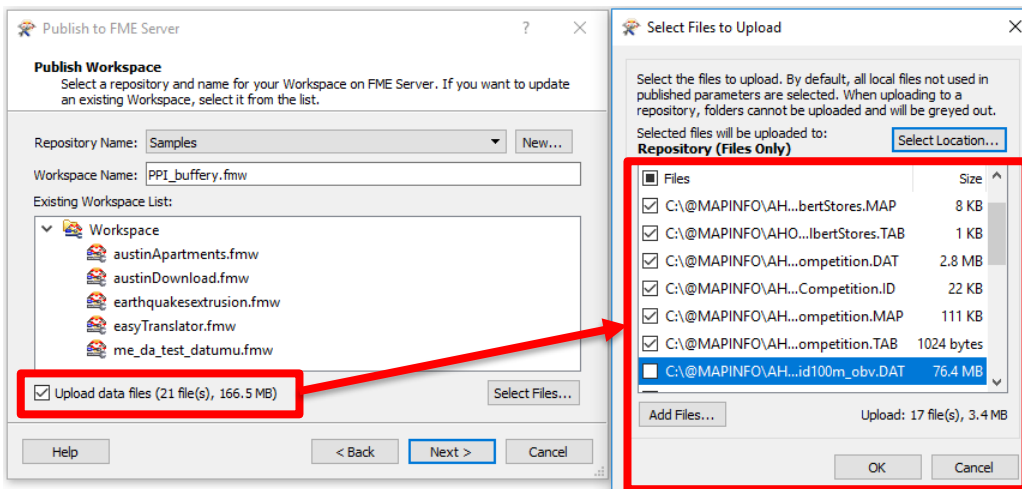 Publish to FME Server
Publish Workspace
Select a repository and name for your Workspace on FME Server. If you want to update
an existing Workspace, select it from the list.
Repository Name: Samples New...
Workspace Name: PPI_buffery.fmw
Existing Workspace List:
Workspace
austinApartments.fmw
austinDownload.fmw
earthquakesextrusion.fmw
easyTranslator.fmw
me_da_test_datumu.fmw
Upload data files (21 file(s), 166.5 MB) Select Files...
Help < Back Next > Cancel
Select Files to Upload
Select the files to upload. By default, all local files not used in
published parameters are selected. When uploading to a
repository, folders cannot be uploaded and will be greyed out.
Selected files will be uploaded to:
Repository (Files Only) Select Location...
Files Size
C:\@MAPINFO\AH...bertStores.MAP 8 KB
C:\@MAPINFO\AHO...lbertStores.TAB 1 KB
C:\@MAPINFO\AH...ompetition.DAT 2.8 MB
C:\@MAPINFO\AH...Competition.ID 22 KB
C:\@MAPINFO\AH...ompetition.MAP 111 KB
C:\@MAPINFO\AH...ompetition.TAB 1024 bytes
C:\@MAPINFO\AH...id100m_obv.DAT 76.4 MB
Add Files... Upload: 17 file(s), 3.4 MB
OK Cancel